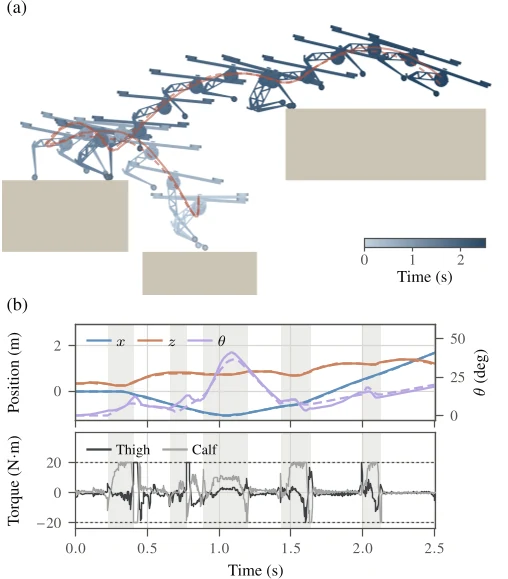 (a)
0 1 2
Time (s)
(b)
x z θ
Position (m)
2
0
50
25
0
θ (deg)
Thigh Calf
Torque (N·m)
20
0
−20
0.0 0.5 1.0 1.5 2.0 2.5
Time (s)